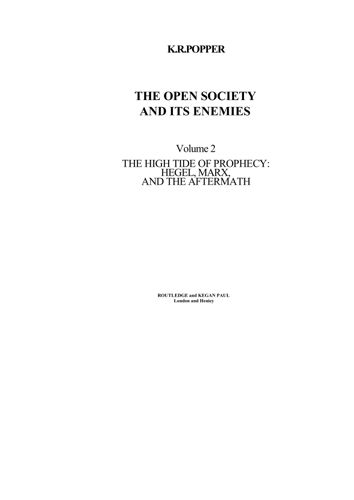 K.R.POPPER
THE OPEN SOCIETY
AND ITS ENEMIES
Volume 2
THE HIGH TIDE OF PROPHECY:
HEGEL, MARX,
AND THE AFTERMATH
ROUTLEDGE and KEGAN PAUL
London and Henley